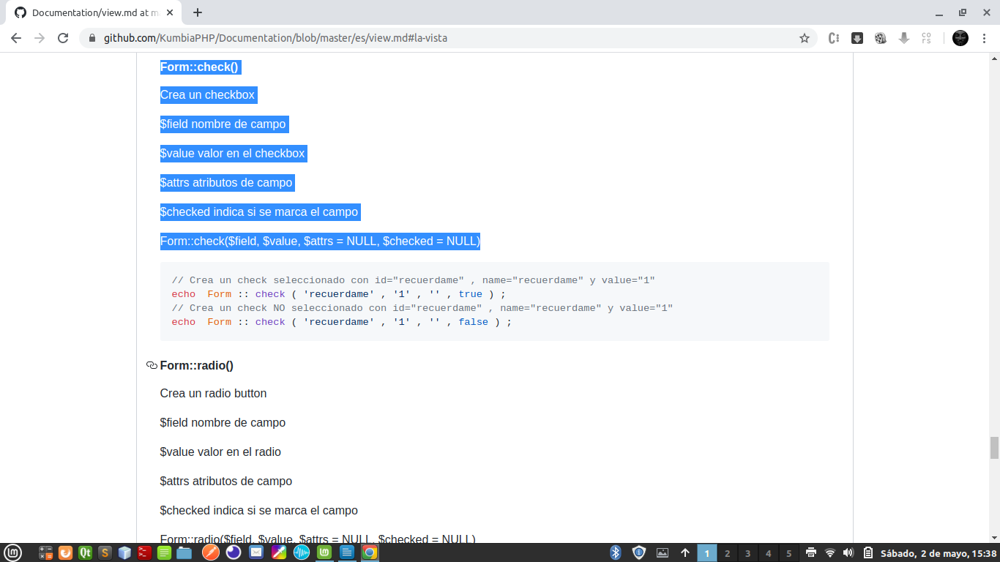 Documentation/view.md at m
github.com/KumbiaPHP/Documentation/blob/master/es/view.md#la-vista
co
rs
Form::check()
Crea un checkbox
$field nombre de campo
$value valor en el checkbox
$attrs atributos de campo
$checked indica si se marca el campo
Form::check($field, $value, $attrs = NULL, $checked = NULL)
// Crea un check seleccionado con id="recuerdame" , name="recuerdame" y value="1"
echo  Form :: check ( 'recuerdame' , '1' , '' , true ) ;
// Crea un check NO seleccionado con id="recuerdame" , name="recuerdame" y value="1"
echo  Form :: check ( 'recuerdame' , '1' , '' , false ) ;
Form::radio()
Crea un radio button
$field nombre de campo
$value valor en el radio
$attrs atributos de campo
$checked indica si se marca el campo
Form::radio($field, $value, $attrs = NULL, $checked = NULL)
Qt
S
1 2 3 4 5
Sábado, 2 de mayo, 15:38